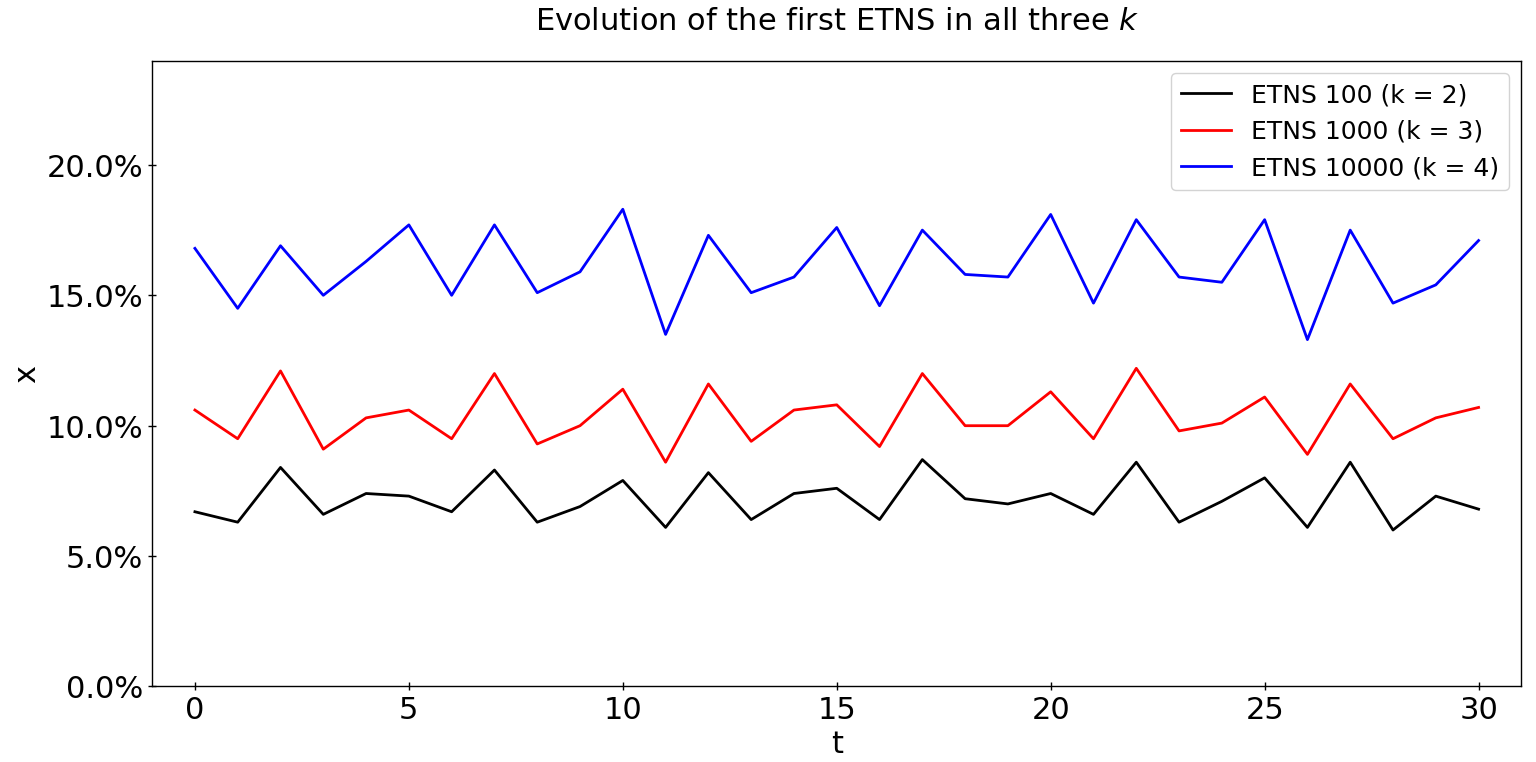 Evolution of the first ETNS in all three k
ETNS 100 (k = 2)
ETNS 1000 (k = 3)
ETNS 10000 (k = 4)
20.0%
15.0%
10.0%
5.0%
0.0%
x
0 5 10 15 20 25 30
t